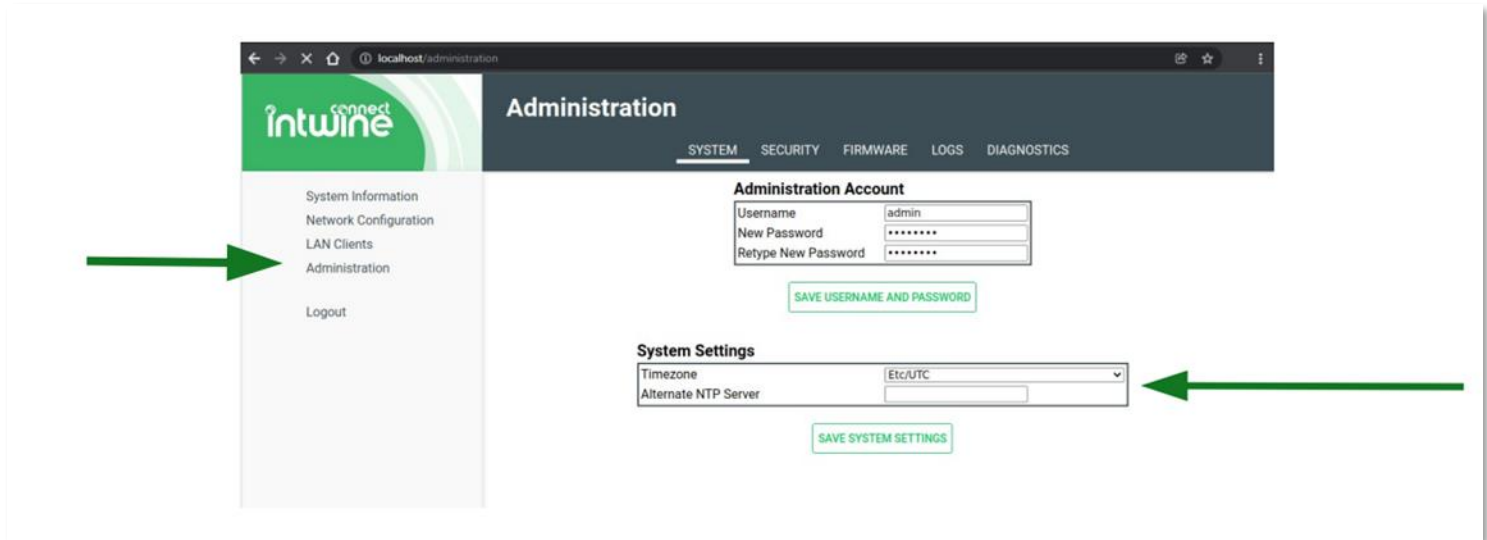 localhost/administration
intwine connect
Administration
SYSTEM SECURITY FIRMWARE LOGS DIAGNOSTICS
System Information
Network Configuration
LAN Clients
Administration
Logout
Administration Account
Username admin
New Password ••••••••
Retype New Password ••••••••
SAVE USERNAME AND PASSWORD
System Settings
Timezone Etc/UTC
Alternate NTP Server
SAVE SYSTEM SETTINGS